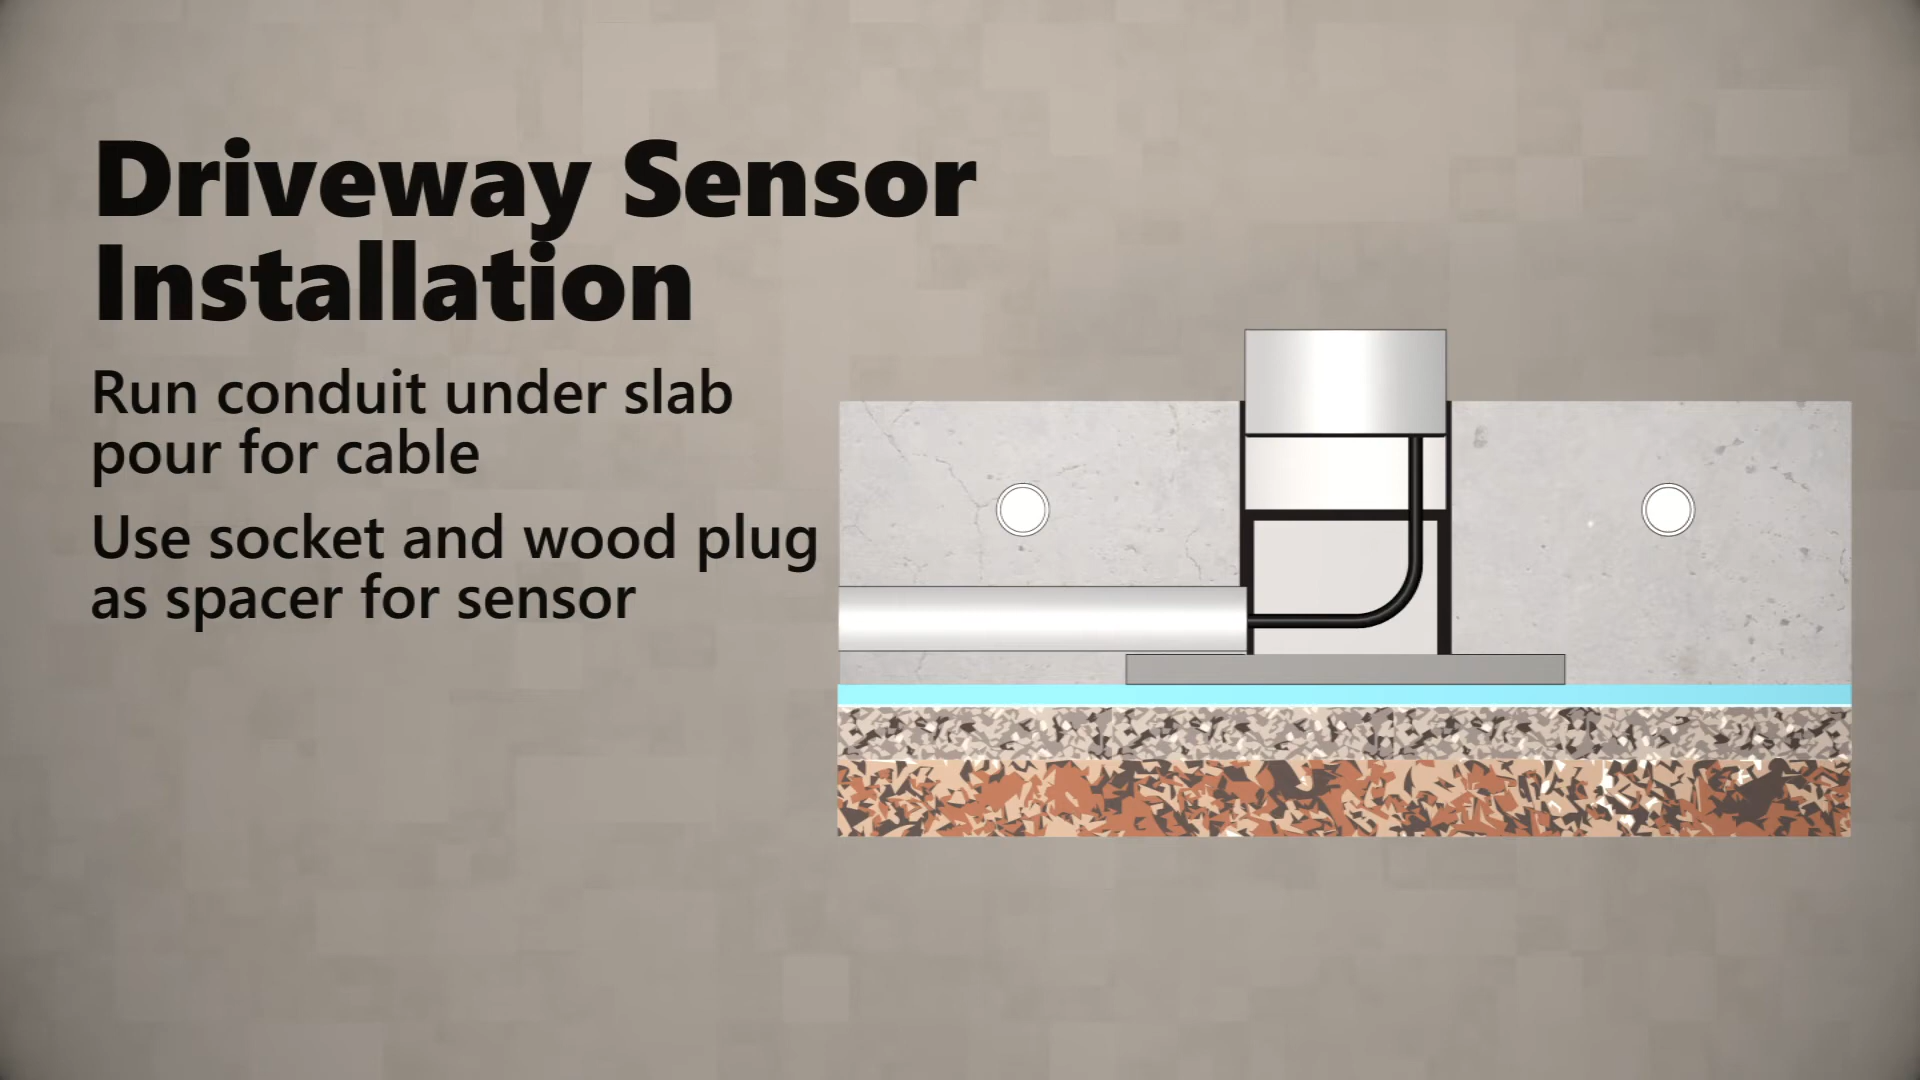 Driveway Sensor
Installation
Run conduit under slab
pour for cable
Use socket and wood plug
as spacer for sensor